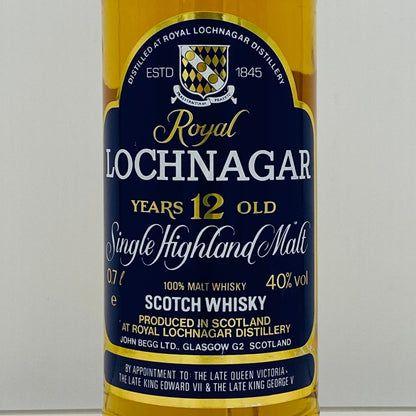 DISTILLED AT ROYAL LOCHNAGAR DISTILLERY
ESTD 1845
Royal
LOCHNAGAR
YEARS 12 OLD
Single Highland Malt
0.7 ℓ
100% MALT WHISKY
40% vol
e
SCOTCH WHISKY
PRODUCED IN SCOTLAND
AT ROYAL LOCHNAGAR DISTILLERY
JOHN BEGG LTD. GLASGOW G2 SCOTLAND
BY APPOINTMENT TO: THE LATE QUEEN VICTORIA,
THE LATE KING EDWARD VII & THE LATE KING GEORGE V